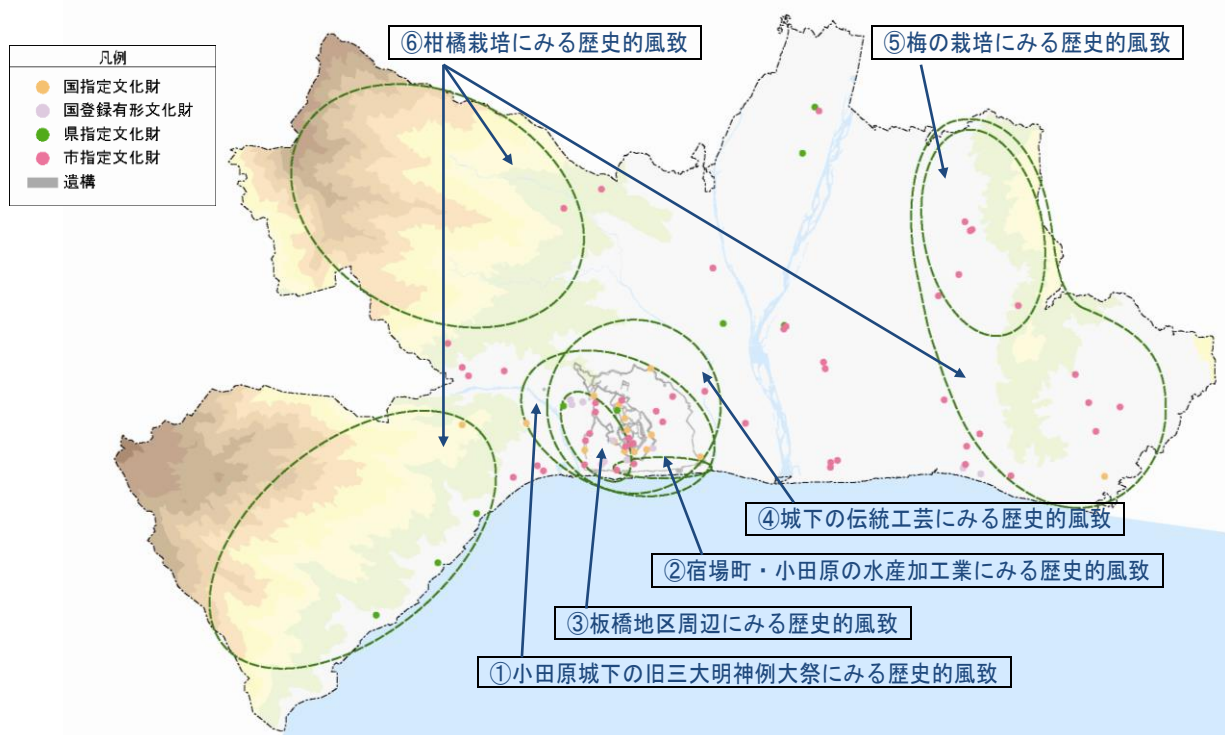 ⑥柑橘栽培にみる歴史的風致
⑤梅の栽培にみる歴史的風致
凡例
国指定文化財
国登録有形文化財
県指定文化財
市指定文化財
遺構
④城下の伝統工芸にみる歴史的風致
②宿場町・小田原の水産加工業にみる歴史的風致
③板橋地区周辺にみる歴史的風致
①小田原城下の旧三大明神例大祭にみる歴史的風致